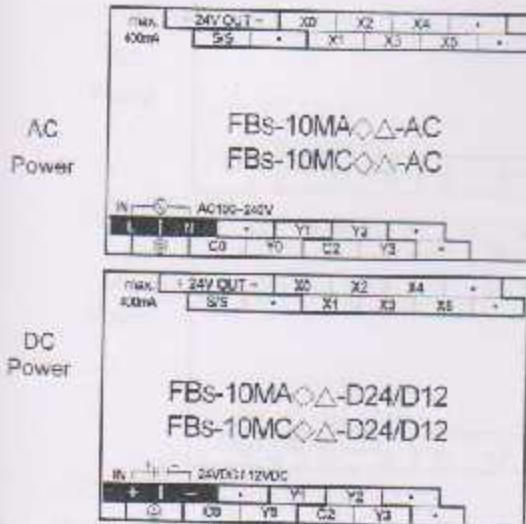 max. 24V OUT - X0 X2 X4
400mA S/S X1 X3 X5
AC
Power
FBs-10MA◇△-AC
FBs-10MC◇△-AC
IN AC100~240V
L N Y1 Y2
C0 Y0 C2 Y3
max. + 24V OUT - X0 X2 X4
400mA S/S X1 X3 X5
DC
Power
FBs-10MA◇△-D24/D12
FBs-10MC◇△-D24/D12
IN 24VDC/12VDC
+ - Y1 Y2
C0 Y0 C2 Y3